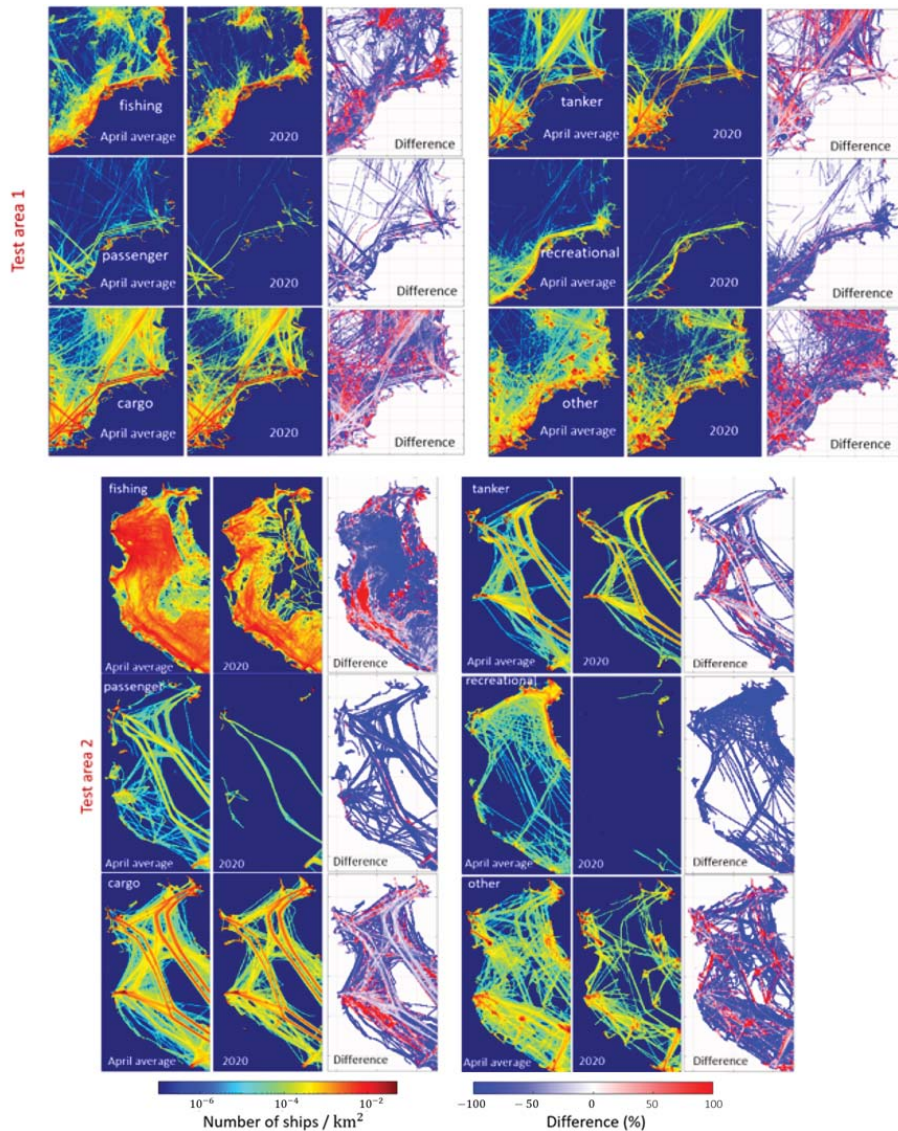 Test area 1
fishing
April average
2020
Difference
tanker
April average
2020
Difference
passenger
April average
2020
Difference
recreational
April average
2020
Difference
cargo
April average
2020
Difference
other
April average
2020
Difference
Test area 2
fishing
April average
2020
Difference
tanker
April average
2020
Difference
passenger
April average
2020
Difference
recreational
April average
2020
Difference
cargo
April average
2020
Difference
other
April average
2020
Difference
10⁻⁶ 10⁻⁴ 10⁻²
Number of ships / km²
−100 −50 0 50 100
Difference (%)